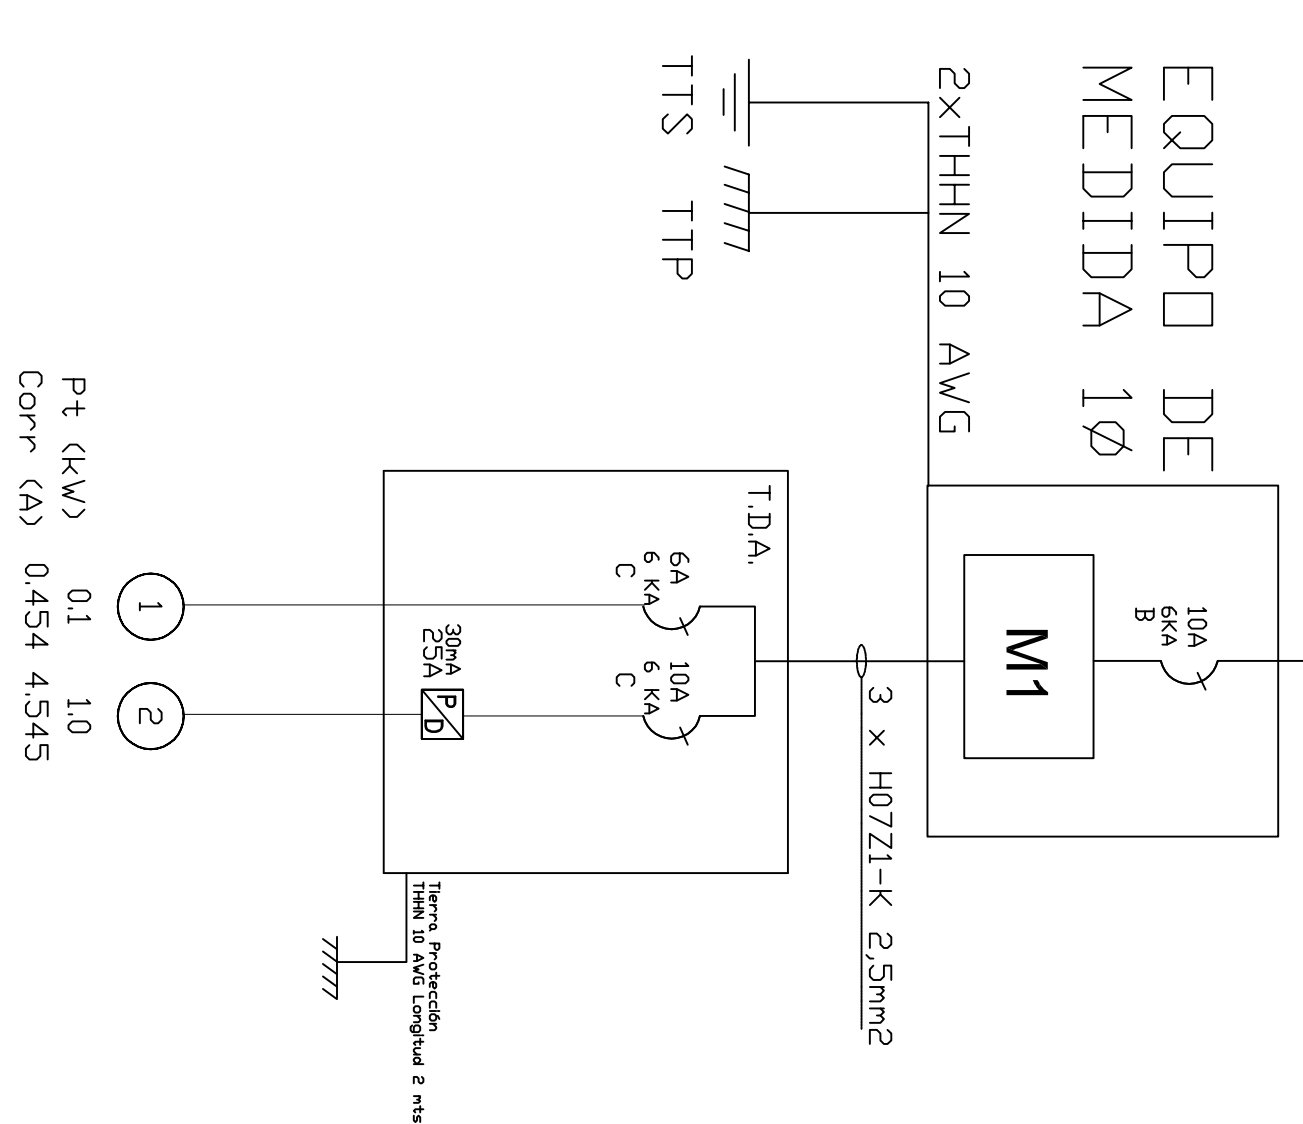 EQUIPO DE
MEDIDA 1Ø
10A
6KA
B
M1
2xTHHN 10 AWG
TTS TTP
3 x H07Z1-K 2,5mm2
T.D.A.
6A
6 KA
C
10A
6 KA
C
30mA
25A
P
D
Tierra Protección
THHN 10 AWG Longitud 2 mts
1
2
Pt (kW) 0.1 1.0
Corr (A) 0.454 4.545